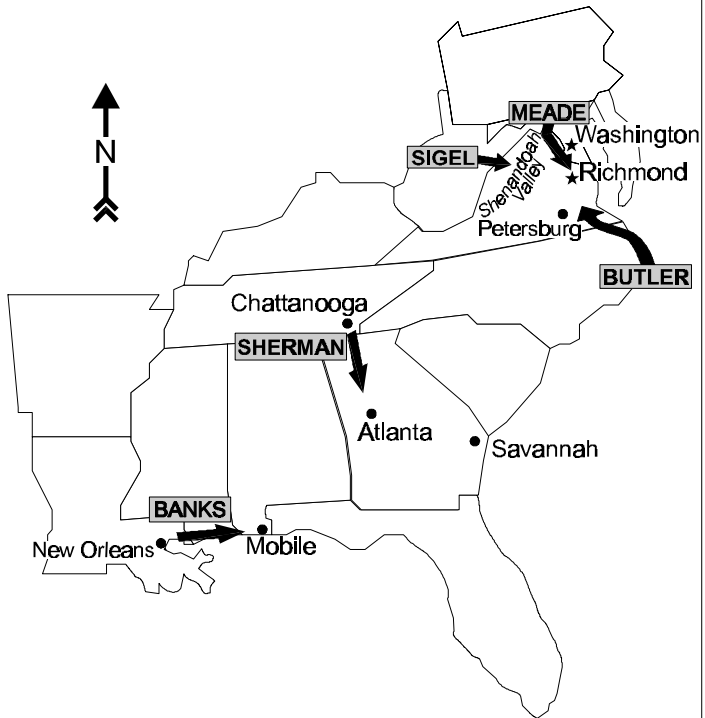 MEADE
Washington
SIGEL
Shenandoah
Valley
Richmond
N
Petersburg
BUTLER
Chattanooga
SHERMAN
Atlanta
Savannah
BANKS
New Orleans
Mobile